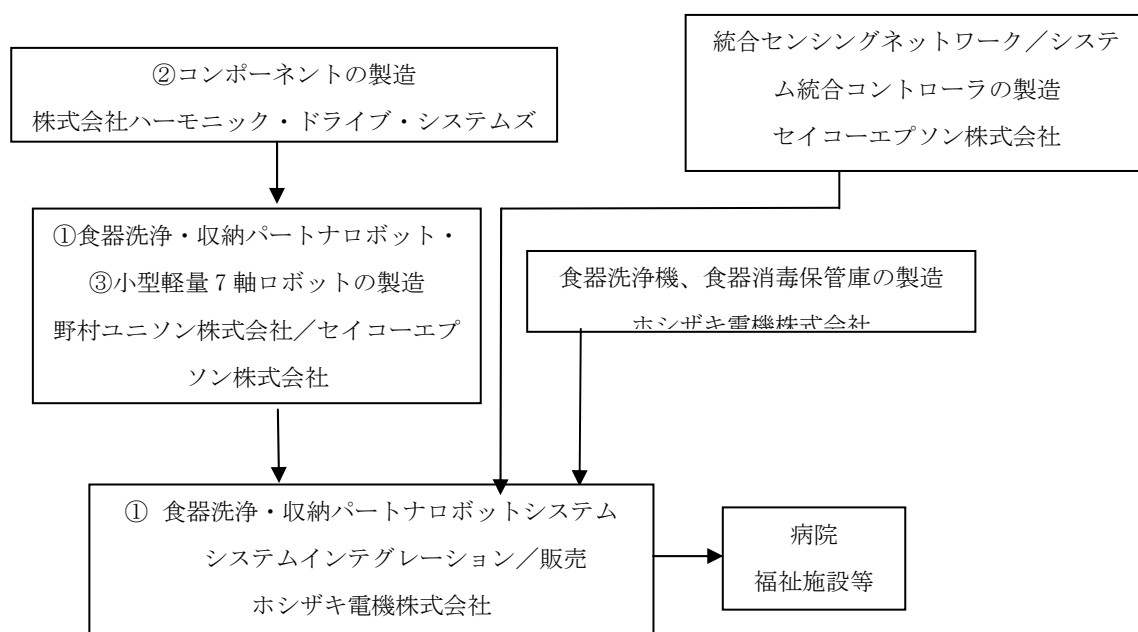 ②コンポーネントの製造
株式会社ハーモニック・ドライブ・システムズ
統合センシングネットワーク／システ
ム統合コントローラの製造
セイコーエプソン株式会社
①食器洗浄・収納パートナロボット・
③小型軽量７軸ロボットの製造
野村ユニソン株式会社／セイコーエプ
ソン株式会社
食器洗浄機、食器消毒保管庫の製造
ホシザキ電機株式会社
① 食器洗浄・収納パートナロボットシステム
システムインテグレーション／販売
ホシザキ電機株式会社
病院
福祉施設等